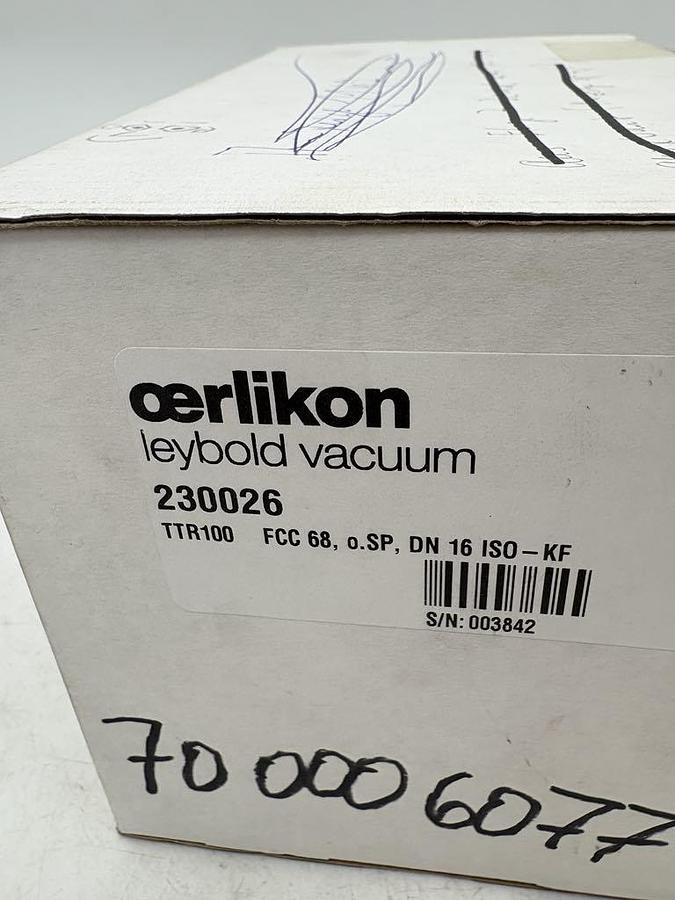 œrlikon
leybold vacuum
230026
TTR100 FCC 68, o.SP, DN 16 ISO–KF
S/N: 003842
70 000 6077